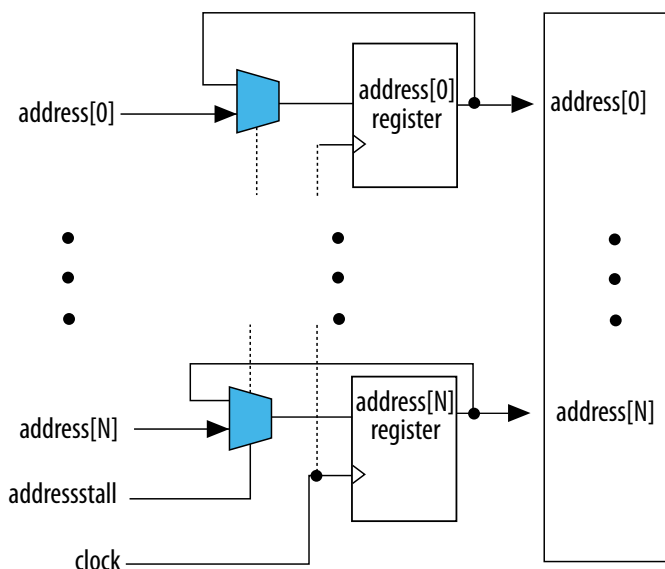 address[0]
address[0]
register
address[0]
address[N]
address[N]
register
address[N]
addressstall
clock